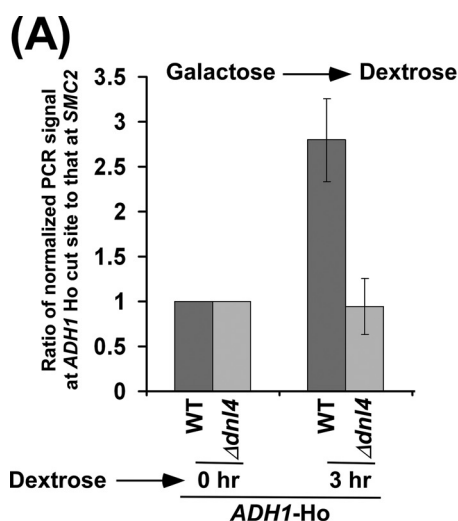 (A)
Galactose → Dextrose
Ratio of normalized PCR signal
at ADH1 Ho cut site to that at SMC2
3.5
3
2.5
2
1.5
1
0.5
0
WT
Δdnl4
WT
Δdnl4
Dextrose → 0 hr 3 hr
ADH1-Ho